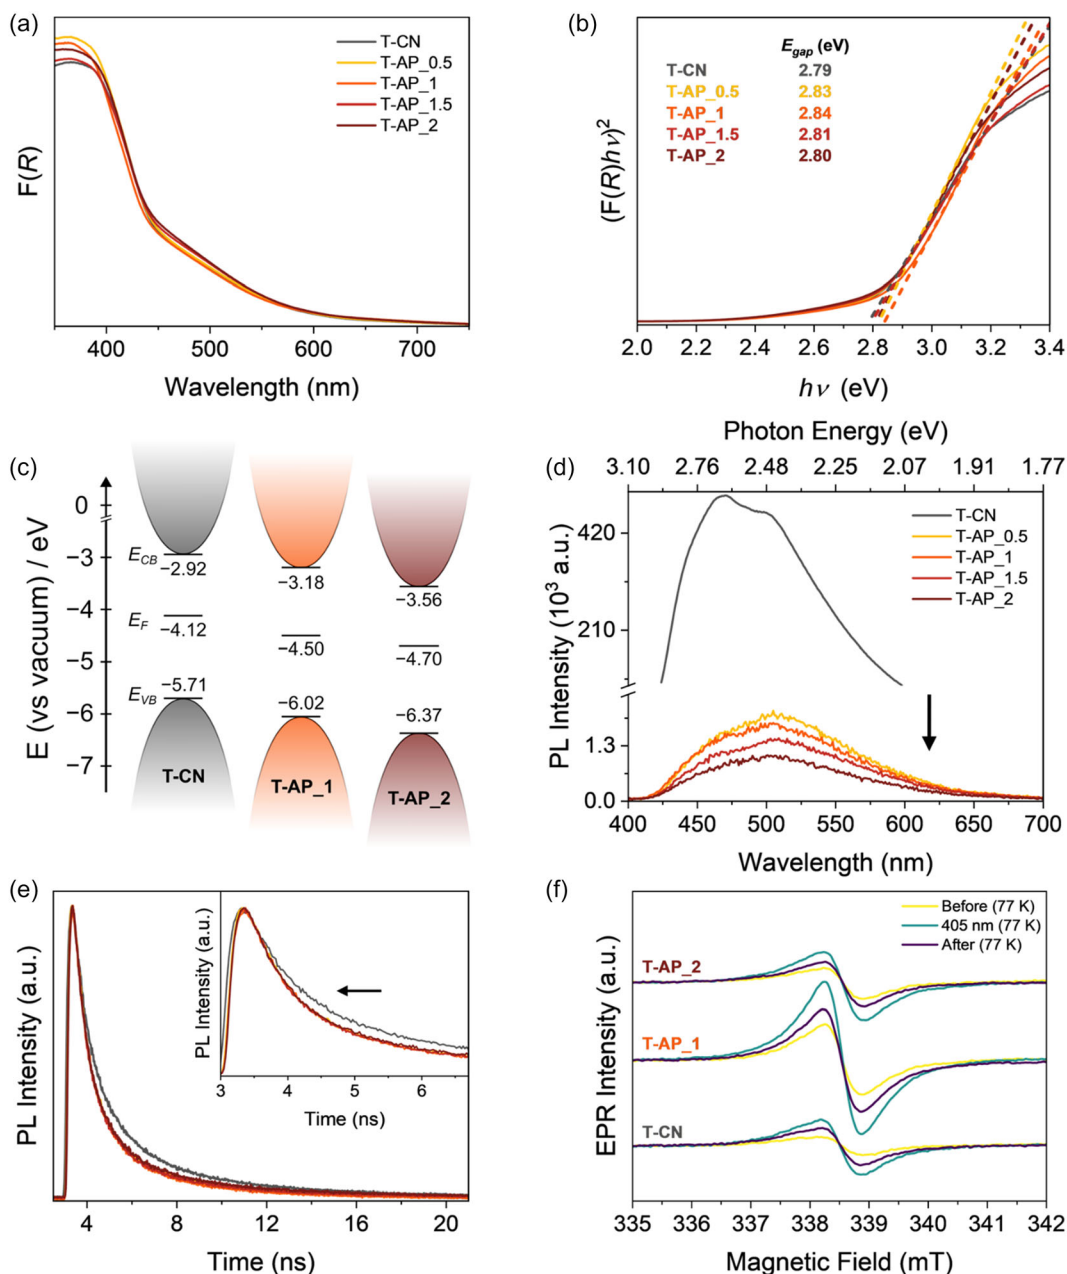 (a)
T-CN
T-AP_0.5
T-AP_1
T-AP_1.5
T-AP_2
F(R)
400 500 600 700
Wavelength (nm)
(b)
E_gap (eV)
T-CN 2.79
T-AP_0.5 2.83
T-AP_1 2.84
T-AP_1.5 2.81
T-AP_2 2.80
(F(R)hν)²
2.0 2.2 2.4 2.6 2.8 3.0 3.2 3.4
hν (eV)
(c)
E (vs vacuum) / eV
0
−3
−4
−5
−6
−7
E_CB
−2.92
−3.18
−3.56
E_F
−4.12
−4.50
−4.70
E_VB
−5.71
−6.02
−6.37
T-CN
T-AP_1
T-AP_2
Photon Energy (eV)
(d)
3.10 2.76 2.48 2.25 2.07 1.91 1.77
T-CN
T-AP_0.5
T-AP_1
T-AP_1.5
T-AP_2
PL Intensity (10³ a.u.)
420
210
1.3
0.0
400 450 500 550 600 650 700
Wavelength (nm)
(e)
PL Intensity (a.u.)
PL Intensity (a.u.)
3 4 5 6
Time (ns)
4 8 12 16 20
Time (ns)
(f)
Before (77 K)
405 nm (77 K)
After (77 K)
T-AP_2
T-AP_1
T-CN
EPR Intensity (a.u.)
335 336 337 338 339 340 341 342
Magnetic Field (mT)